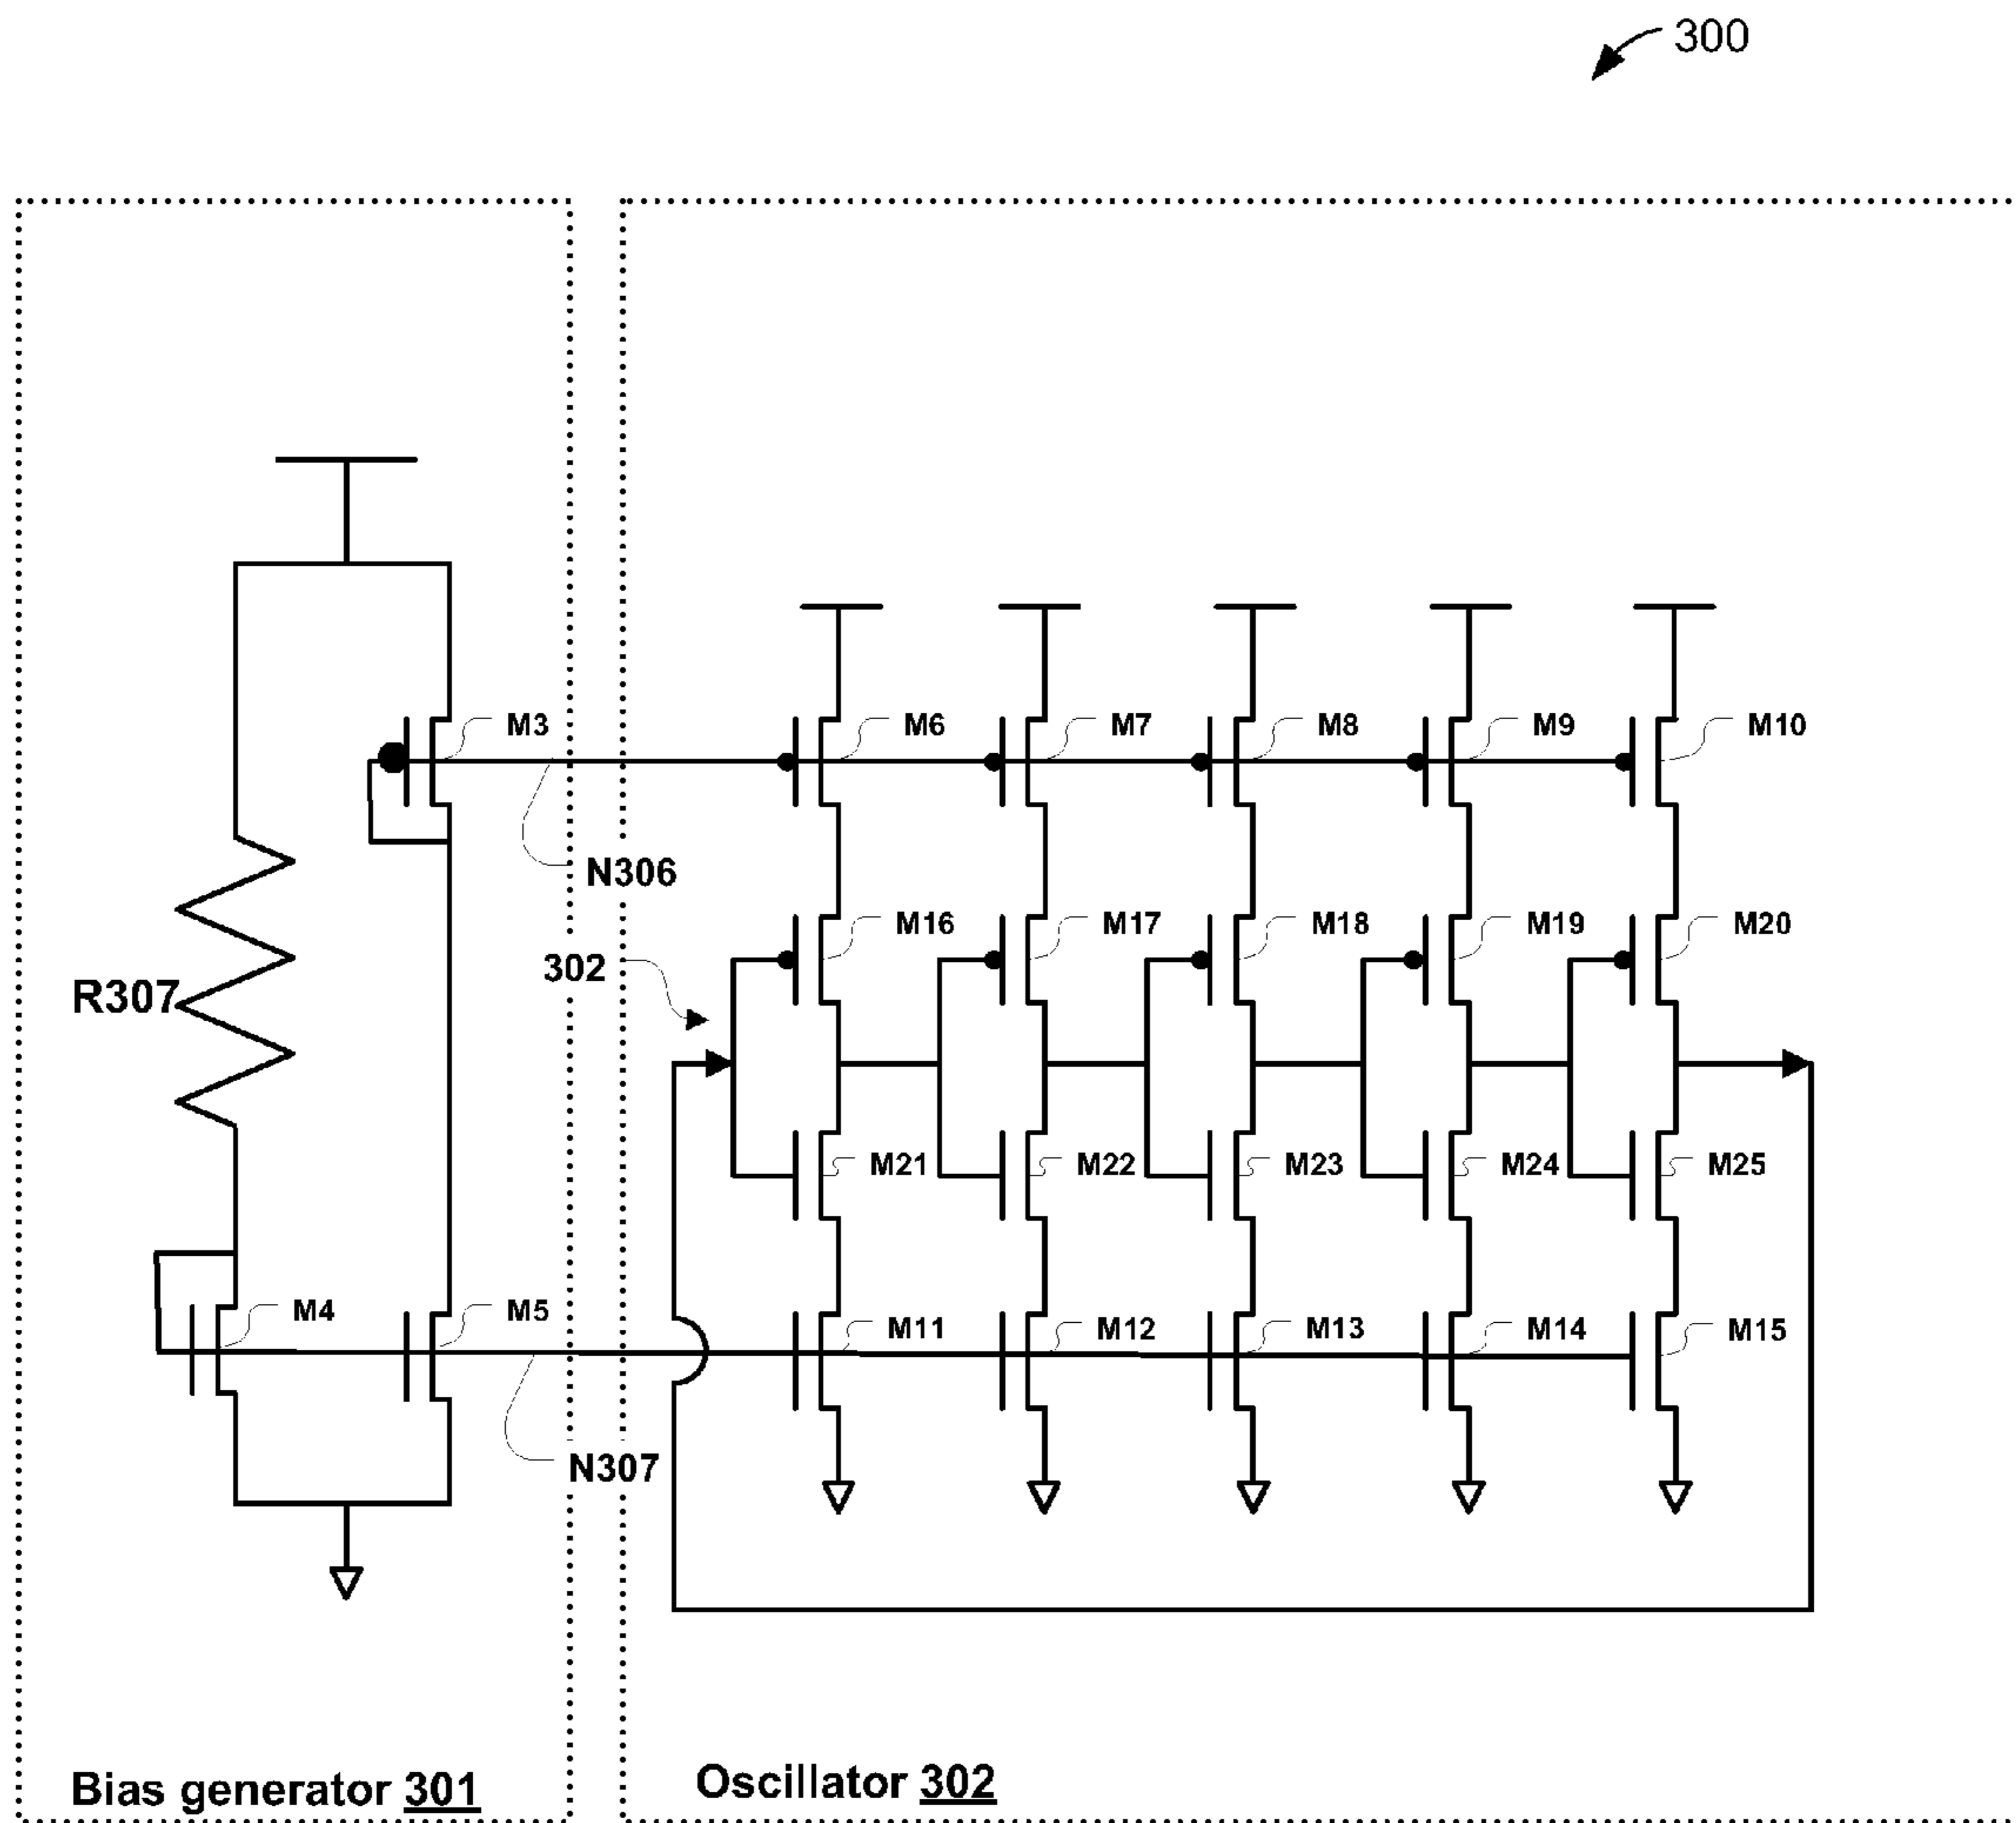 300
M3
M6
M7
M8
M9
M10
N306
M16
M17
M18
M19
M20
302
R307
M21
M22
M23
M24
M25
M4
M5
M11
M12
M13
M14
M15
N307
Bias generator 301
Oscillator 302